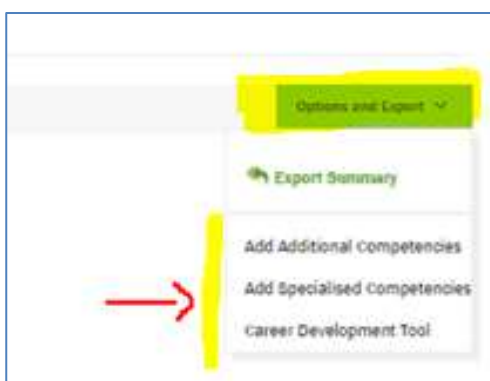 Options and Export
Export Summary
Add Additional Competencies
Add Specialised Competencies
Career Development Tool